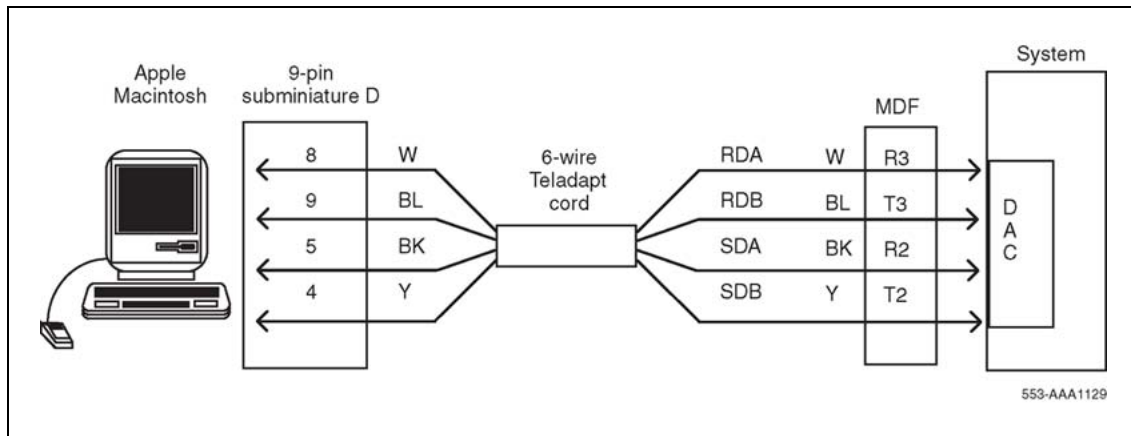 System
Apple
Macintosh
9-pin
subminiature D
MDF
8 W
6-wire
Teladapt
cord
RDA W R3
9 BL
RDB BL T3
5 BK
SDA BK R2
4 Y
SDB Y T2
D
A
C
553-AAA1129